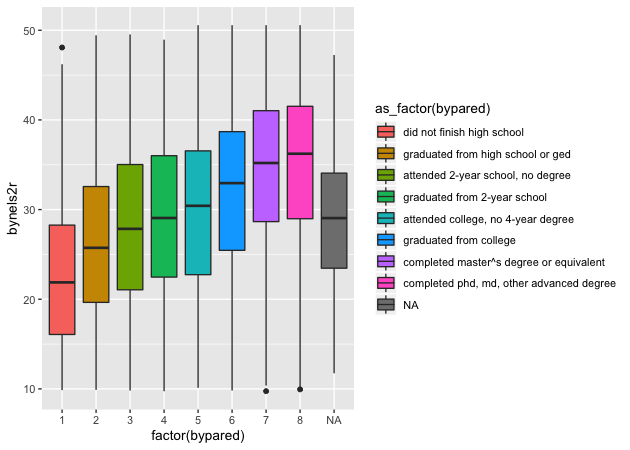 50
40
30
20
10
bynels2r
1 2 3 4 5 6 7 8 NA
factor(bypared)
as_factor(bypared)
did not finish high school
graduated from high school or ged
attended 2-year school, no degree
graduated from 2-year school
attended college, no 4-year degree
graduated from college
completed master^s degree or equivalent
completed phd, md, other advanced degree
NA